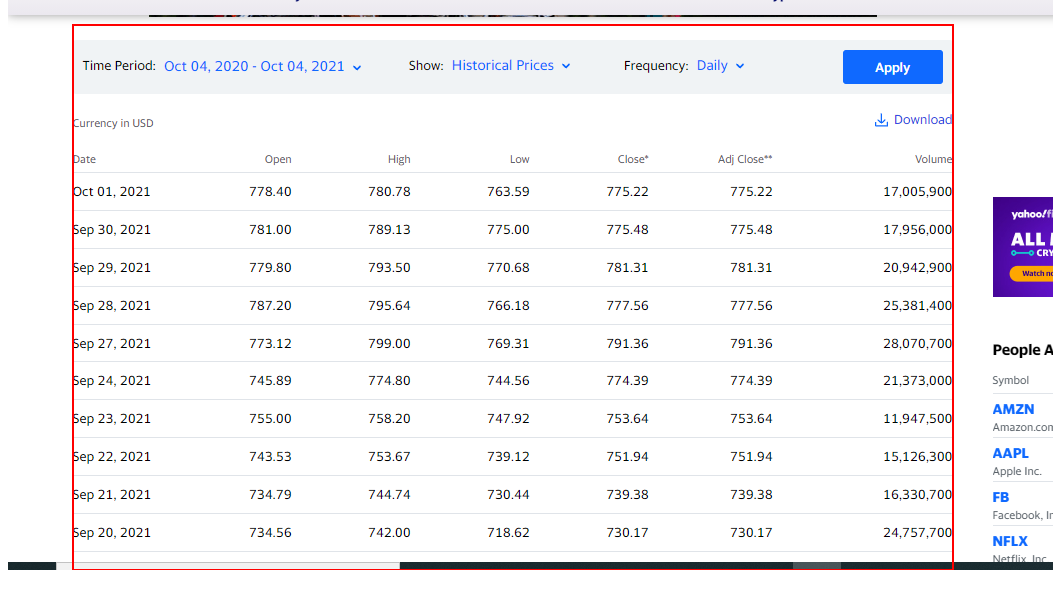 Time Period: Oct 04, 2020 - Oct 04, 2021 Show: Historical Prices Frequency: Daily Apply
Currency in USD Download
Date Open High Low Close* Adj Close** Volume
Oct 01, 2021 778.40 780.78 763.59 775.22 775.22 17,005,900
Sep 30, 2021 781.00 789.13 775.00 775.48 775.48 17,956,000
Sep 29, 2021 779.80 793.50 770.68 781.31 781.31 20,942,900
Sep 28, 2021 787.20 795.64 766.18 777.56 777.56 25,381,400
Sep 27, 2021 773.12 799.00 769.31 791.36 791.36 28,070,700
Sep 24, 2021 745.89 774.80 744.56 774.39 774.39 21,373,000
Sep 23, 2021 755.00 758.20 747.92 753.64 753.64 11,947,500
Sep 22, 2021 743.53 753.67 739.12 751.94 751.94 15,126,300
Sep 21, 2021 734.79 744.74 730.44 739.38 739.38 16,330,700
Sep 20, 2021 734.56 742.00 718.62 730.17 730.17 24,757,700
yahoo!fi
ALL
CRY
Watch no
People A
Symbol
AMZN
Amazon.com
AAPL
Apple Inc.
FB
Facebook, In
NFLX
Netflix, Inc